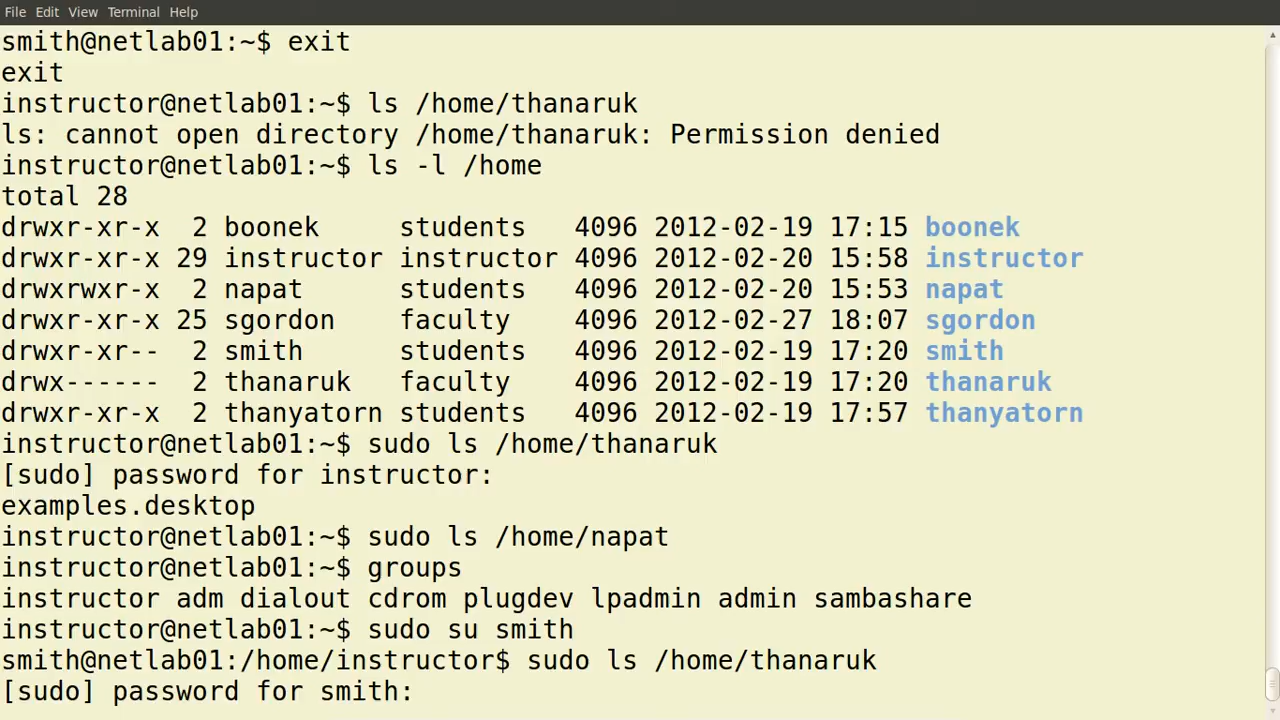 File Edit View Terminal Help
smith@netlab01:~$ exit
exit
instructor@netlab01:~$ ls /home/thanaruk
ls: cannot open directory /home/thanaruk: Permission denied
instructor@netlab01:~$ ls -l /home
total 28
drwxr-xr-x  2 boonek     students   4096 2012-02-19 17:15 boonek
drwxr-xr-x 29 instructor instructor 4096 2012-02-20 15:58 instructor
drwxrwxr-x  2 napat      students   4096 2012-02-20 15:53 napat
drwxr-xr-x 25 sgordon    faculty    4096 2012-02-27 18:07 sgordon
drwxr-xr--  2 smith      students   4096 2012-02-19 17:20 smith
drwx------  2 thanaruk   faculty    4096 2012-02-19 17:20 thanaruk
drwxr-xr-x  2 thanyatorn students   4096 2012-02-19 17:57 thanyatorn
instructor@netlab01:~$ sudo ls /home/thanaruk
[sudo] password for instructor:
examples.desktop
instructor@netlab01:~$ sudo ls /home/napat
instructor@netlab01:~$ groups
instructor adm dialout cdrom plugdev lpadmin admin sambashare
instructor@netlab01:~$ sudo su smith
smith@netlab01:/home/instructor$ sudo ls /home/thanaruk
[sudo] password for smith: